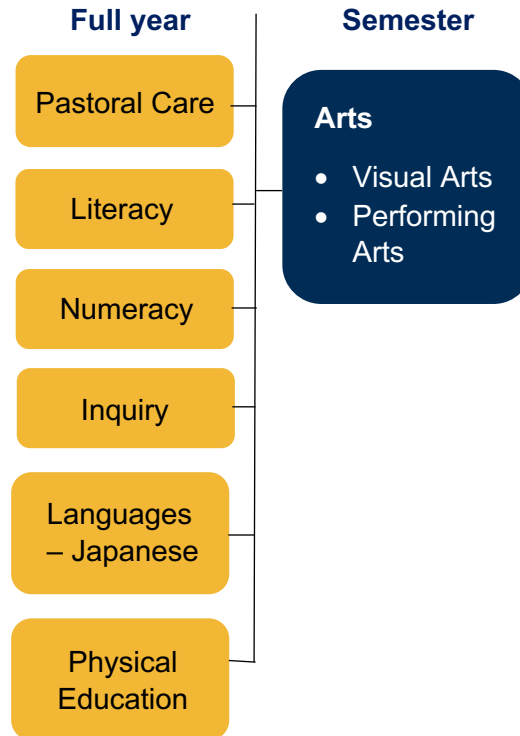 Full year
Pastoral Care
Literacy
Numeracy
Inquiry
Languages
– Japanese
Physical
Education
Semester
Arts
• Visual Arts
• Performing
Arts